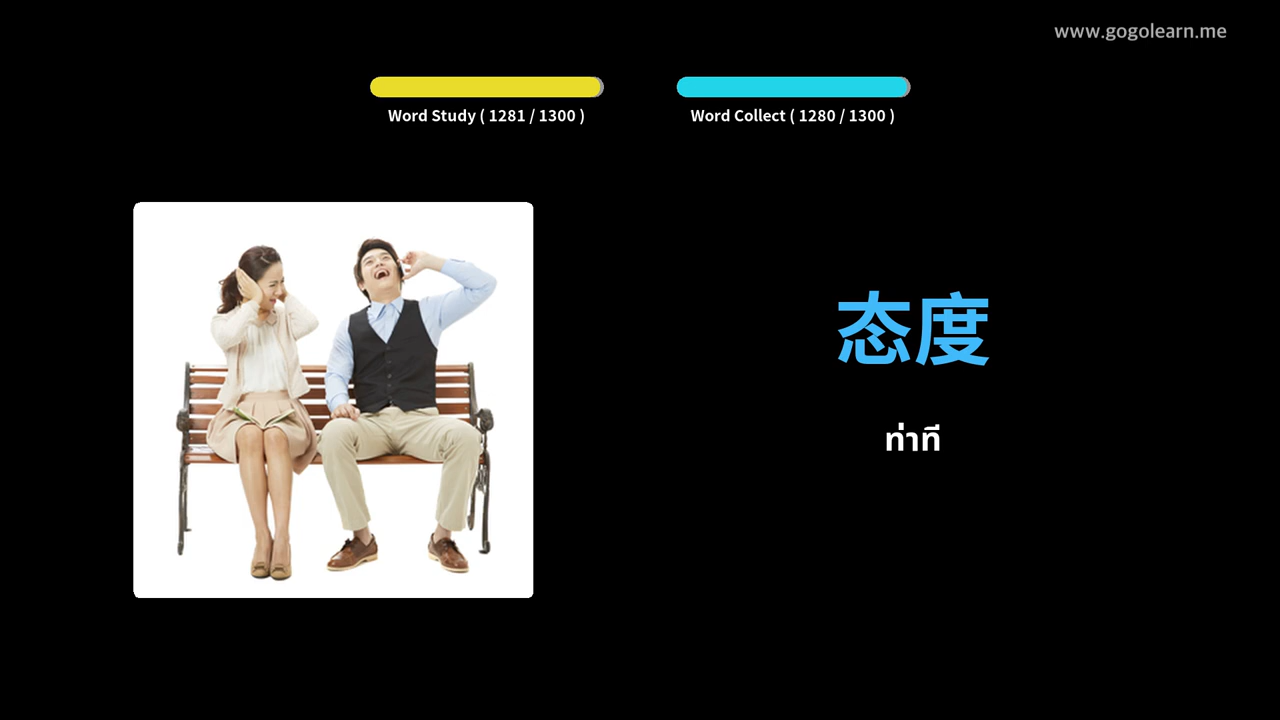 www.gogolearn.me
Word Study ( 1281 / 1300 )
Word Collect ( 1280 / 1300 )
态度
ท่าที